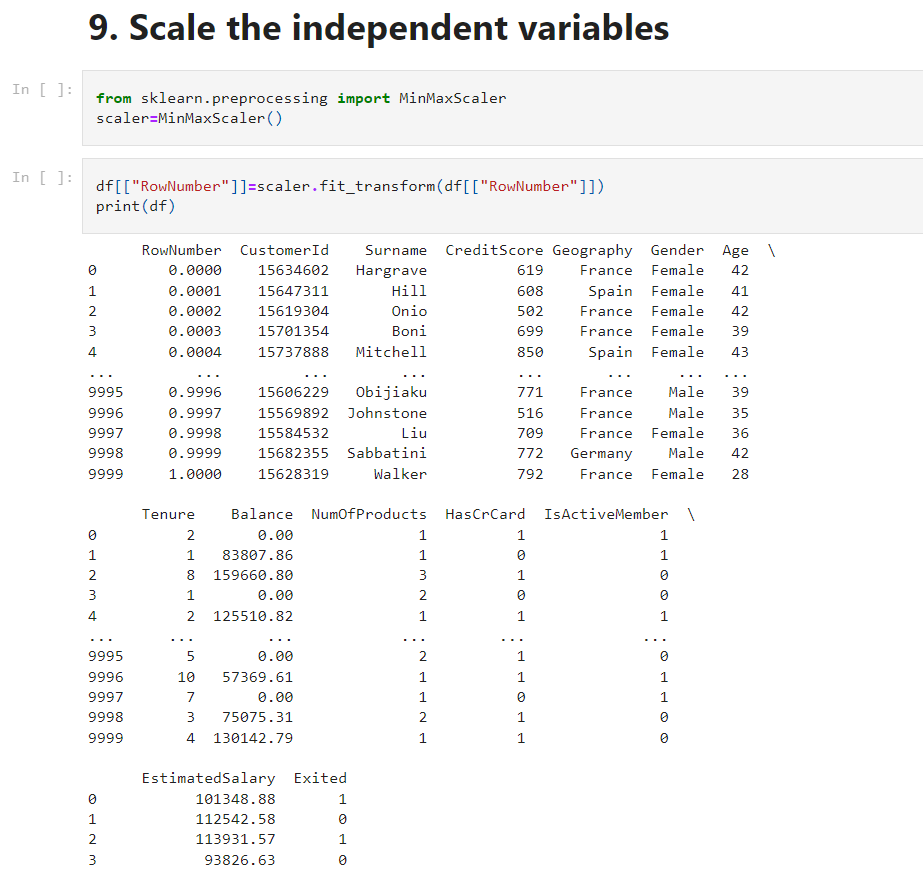 9. Scale the independent variables
In [ ]:
from sklearn.preprocessing import MinMaxScaler
scaler=MinMaxScaler()
In [ ]:
df[["RowNumber"]]=scaler.fit_transform(df[["RowNumber"]])
print(df)
      RowNumber  CustomerId    Surname  CreditScore Geography  Gender  Age  \
0        0.0000    15634602   Hargrave          619    France  Female   42
1        0.0001    15647311       Hill          608     Spain  Female   41
2        0.0002    15619304       Onio          502    France  Female   42
3        0.0003    15701354       Boni          699    France  Female   39
4        0.0004    15737888   Mitchell          850     Spain  Female   43
...         ...         ...        ...          ...       ...     ...  ...
9995     0.9996    15606229   Obijiaku          771    France    Male   39
9996     0.9997    15569892  Johnstone          516    France    Male   35
9997     0.9998    15584532        Liu          709    France  Female   36
9998     0.9999    15682355  Sabbatini          772   Germany    Male   42
9999     1.0000    15628319     Walker          792    France  Female   28
      Tenure    Balance  NumOfProducts  HasCrCard  IsActiveMember  \
0          2       0.00              1          1               1
1          1   83807.86              1          0               1
2          8  159660.80              3          1               0
3          1       0.00              2          0               0
4          2  125510.82              1          1               1
...      ...        ...            ...        ...             ...
9995       5       0.00              2          1               0
9996      10   57369.61              1          1               1
9997       7       0.00              1          0               1
9998       3   75075.31              2          1               0
9999       4  130142.79              1          1               0
      EstimatedSalary  Exited
0           101348.88       1
1           112542.58       0
2           113931.57       1
3            93826.63       0